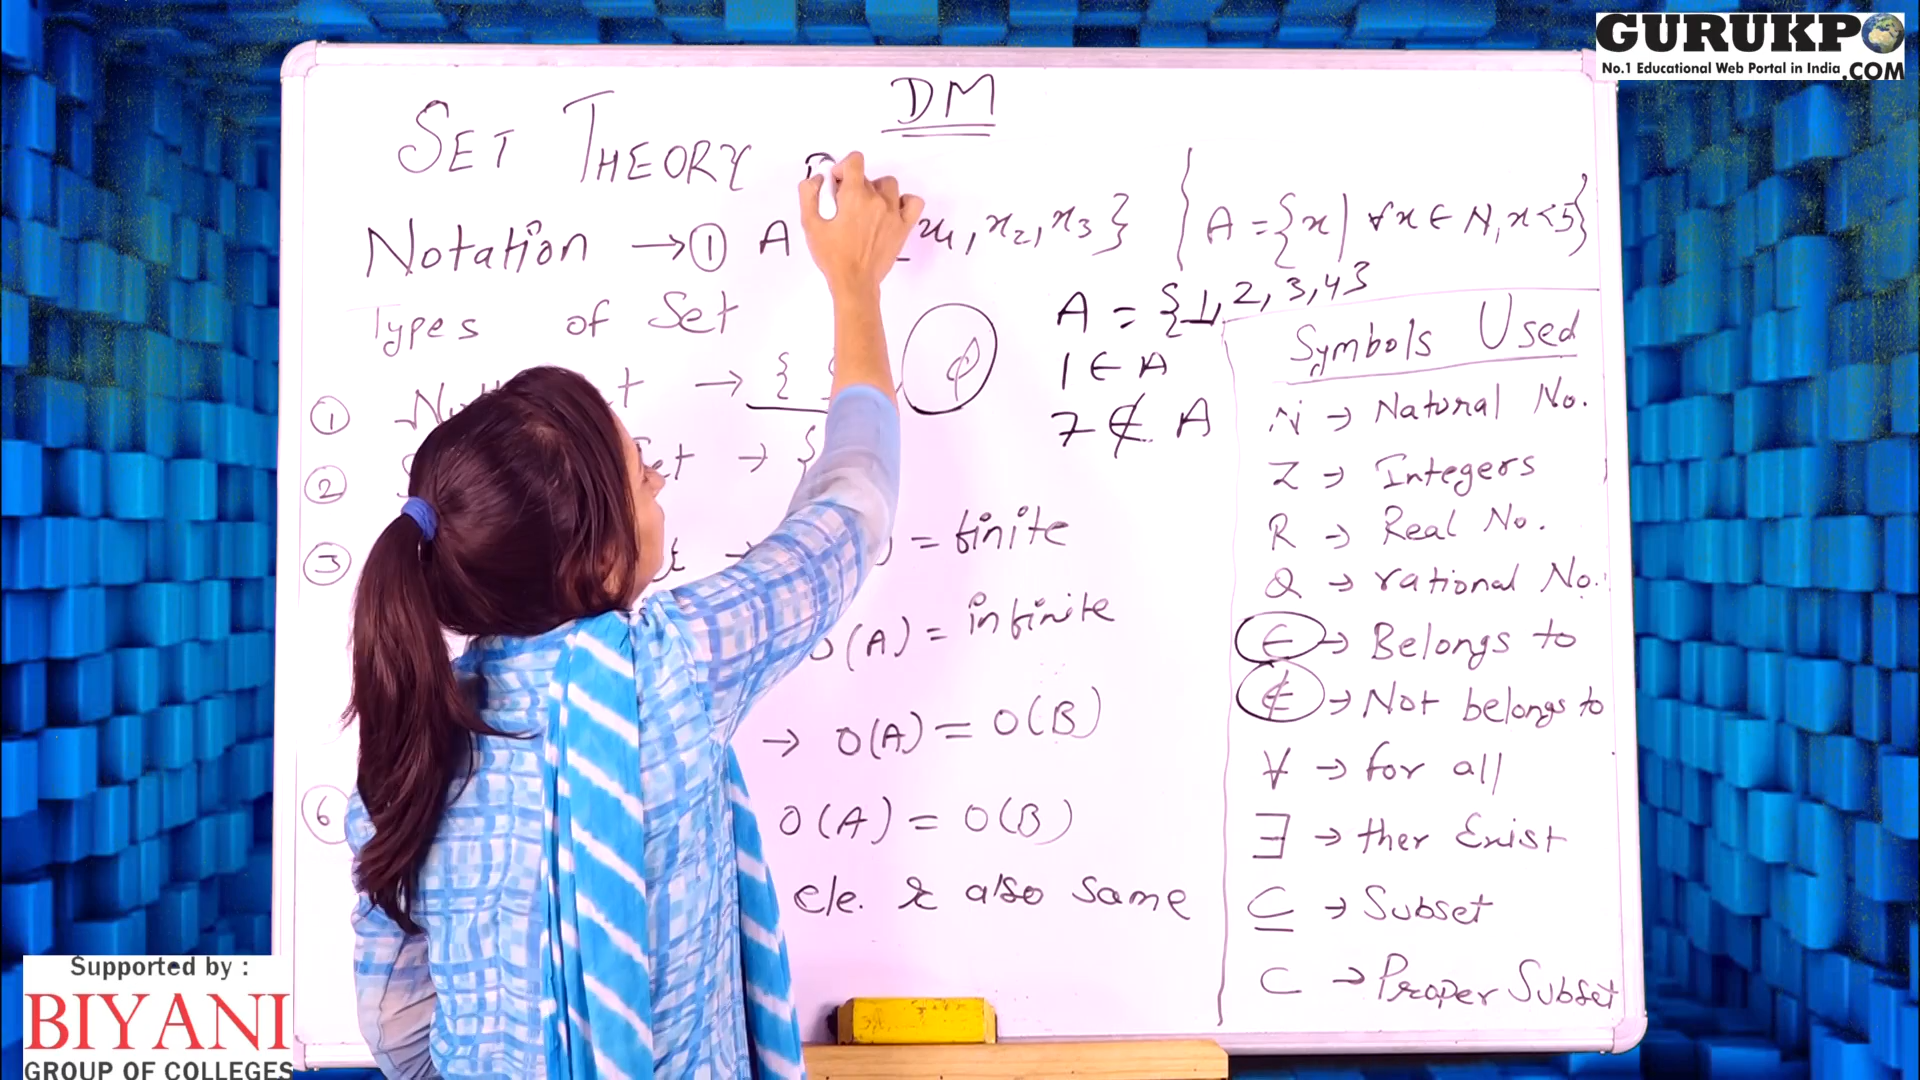 GURUKPO
No.1 Educational Web Portal in India .COM
DM
SET THEORY
Notation → ① A {x1, x2, x3} { A = {x | ∀x ∈ N, x < 5}
Types of Set
A = {1, 2, 3, 43
1 ∈ A
7 ∉ A
① → { ϕ
② Set → {
③ → ) = finite
O(A) = infinite
→ O(A) = O(B)
⑥ O(A) = O(B)
ele. & also same
Symbols Used
N → Natural No.
Z → Integers
R → Real No.
Q → rational No.
∈ → Belongs to
∉ → Not belongs to
∀ → for all
∃ → ther Exist
⊆ → Subset
⊂ → Proper Subset
Supported by :
BIYANI
GROUP OF COLLEGES